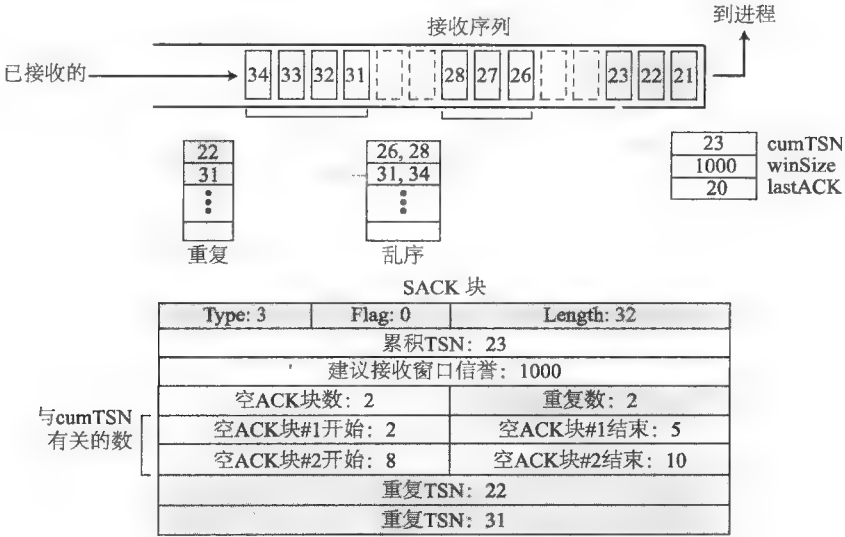 到进程
接收序列
已接收的
34 33 32 31 28 27 26 23 22 21
22
31
重复
26, 28
31, 34
乱序
23 cumTSN
1000 winSize
20 lastACK
SACK 块
Type: 3 Flag: 0 Length: 32
累积TSN: 23
建议接收窗口信誉: 1000
空ACK块数: 2 重复数: 2
与cumTSN
有关的数
空ACK块#1开始: 2 空ACK块#1结束: 5
空ACK块#2开始: 8 空ACK块#2结束: 10
重复TSN: 22
重复TSN: 31